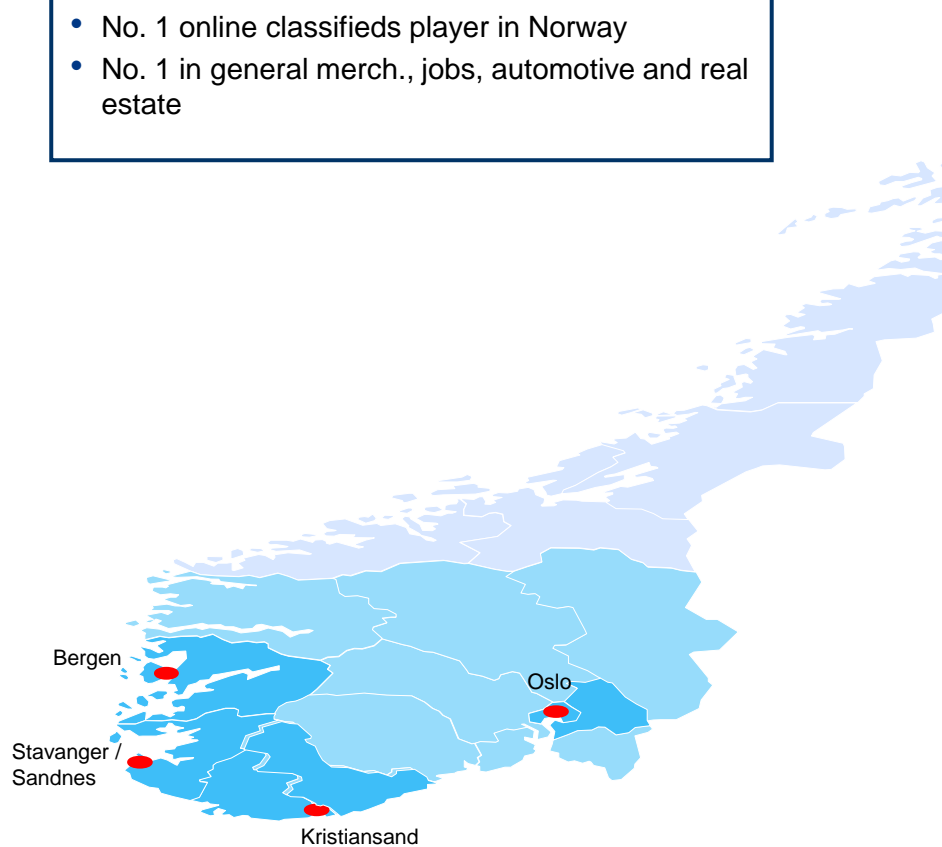 • No. 1 online classifieds player in Norway
• No. 1 in general merch., jobs, automotive and real
estate
Bergen
Oslo
Stavanger /
Sandnes
Kristiansand